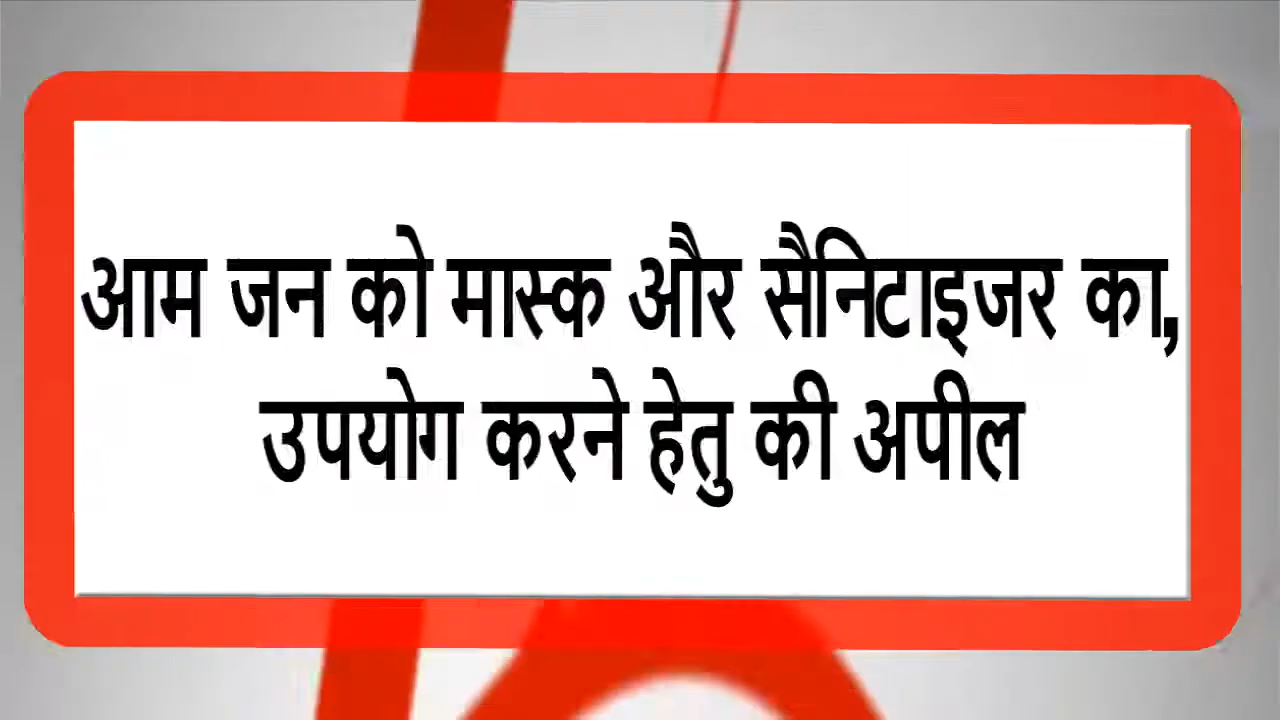 आम जन को मास्क और सैनिटाइजर का,
उपयोग करने हेतु की अपील